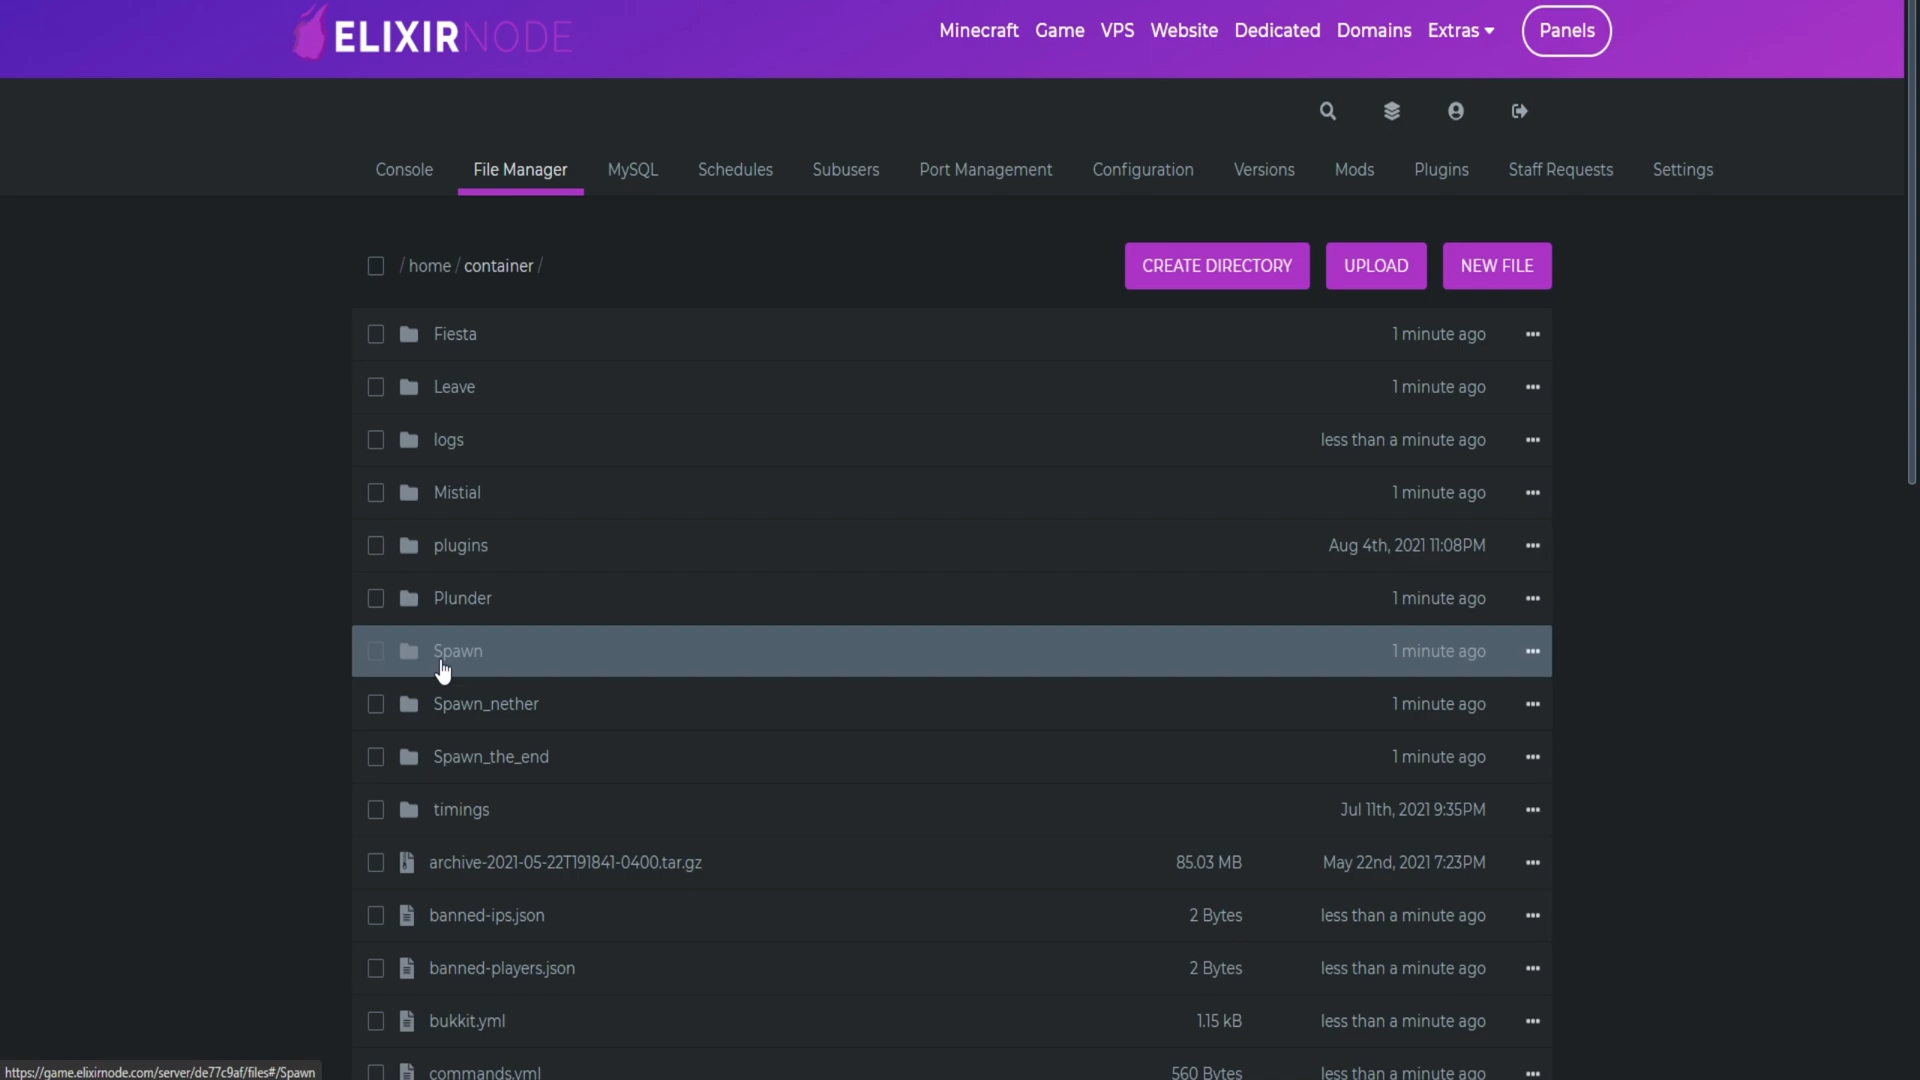 ELIXIRNODE
Minecraft Game VPS Website Dedicated Domains Extras Panels
Console File Manager MySQL Schedules Subusers Port Management Configuration Versions Mods Plugins Staff Requests Settings
/ home / container /
CREATE DIRECTORY UPLOAD NEW FILE
Fiesta 1 minute ago
Leave 1 minute ago
logs less than a minute ago
Mistial 1 minute ago
plugins Aug 4th, 2021 11:08PM
Plunder 1 minute ago
Spawn 1 minute ago
Spawn_nether 1 minute ago
Spawn_the_end 1 minute ago
timings Jul 11th, 2021 9:35PM
archive-2021-05-22T191841-0400.tar.gz 85.03 MB May 22nd, 2021 7:23PM
banned-ips.json 2 Bytes less than a minute ago
banned-players.json 2 Bytes less than a minute ago
bukkit.yml 1.15 kB less than a minute ago
commands.yml 560 Bytes less than a minute ago
https://game.elixirnode.com/server/de77c9af/files#/Spawn